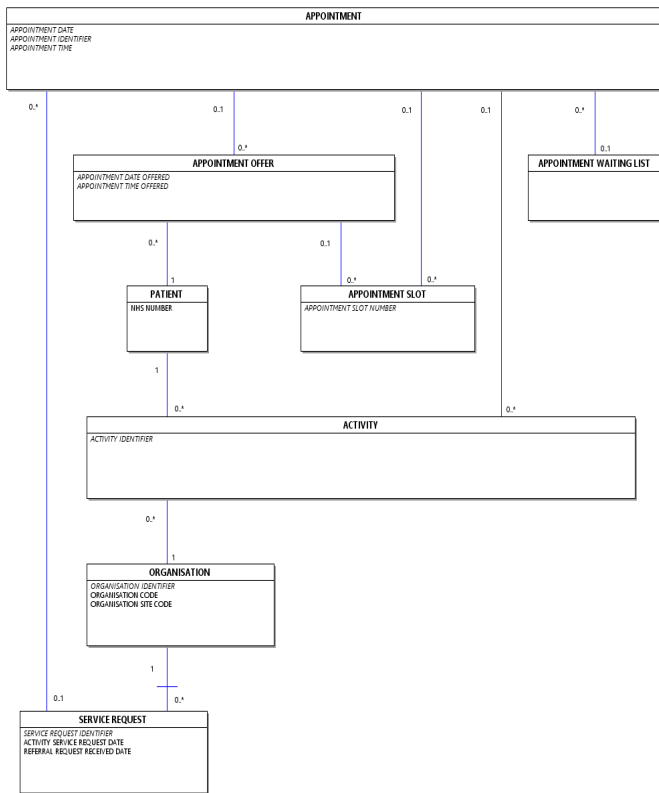 APPOINTMENT
APPOINTMENT DATE
APPOINTMENT IDENTIFIER
APPOINTMENT TIME
0..*
0..1
0..1
0..1
0..*
0..*
0..1
APPOINTMENT OFFER
APPOINTMENT DATE OFFERED
APPOINTMENT TIME OFFERED
APPOINTMENT WAITING LIST
0..*
0..1
1
0..*
0..*
PATIENT
NHS NUMBER
APPOINTMENT SLOT
APPOINTMENT SLOT NUMBER
1
0..*
0..*
ACTIVITY
ACTIVITY IDENTIFIER
0..*
1
ORGANISATION
ORGANISATION IDENTIFIER
ORGANISATION CODE
ORGANISATION SITE CODE
1
0..1
0..*
SERVICE REQUEST
SERVICE REQUEST IDENTIFIER
ACTIVITY SERVICE REQUEST DATE
REFERRAL REQUEST RECEIVED DATE